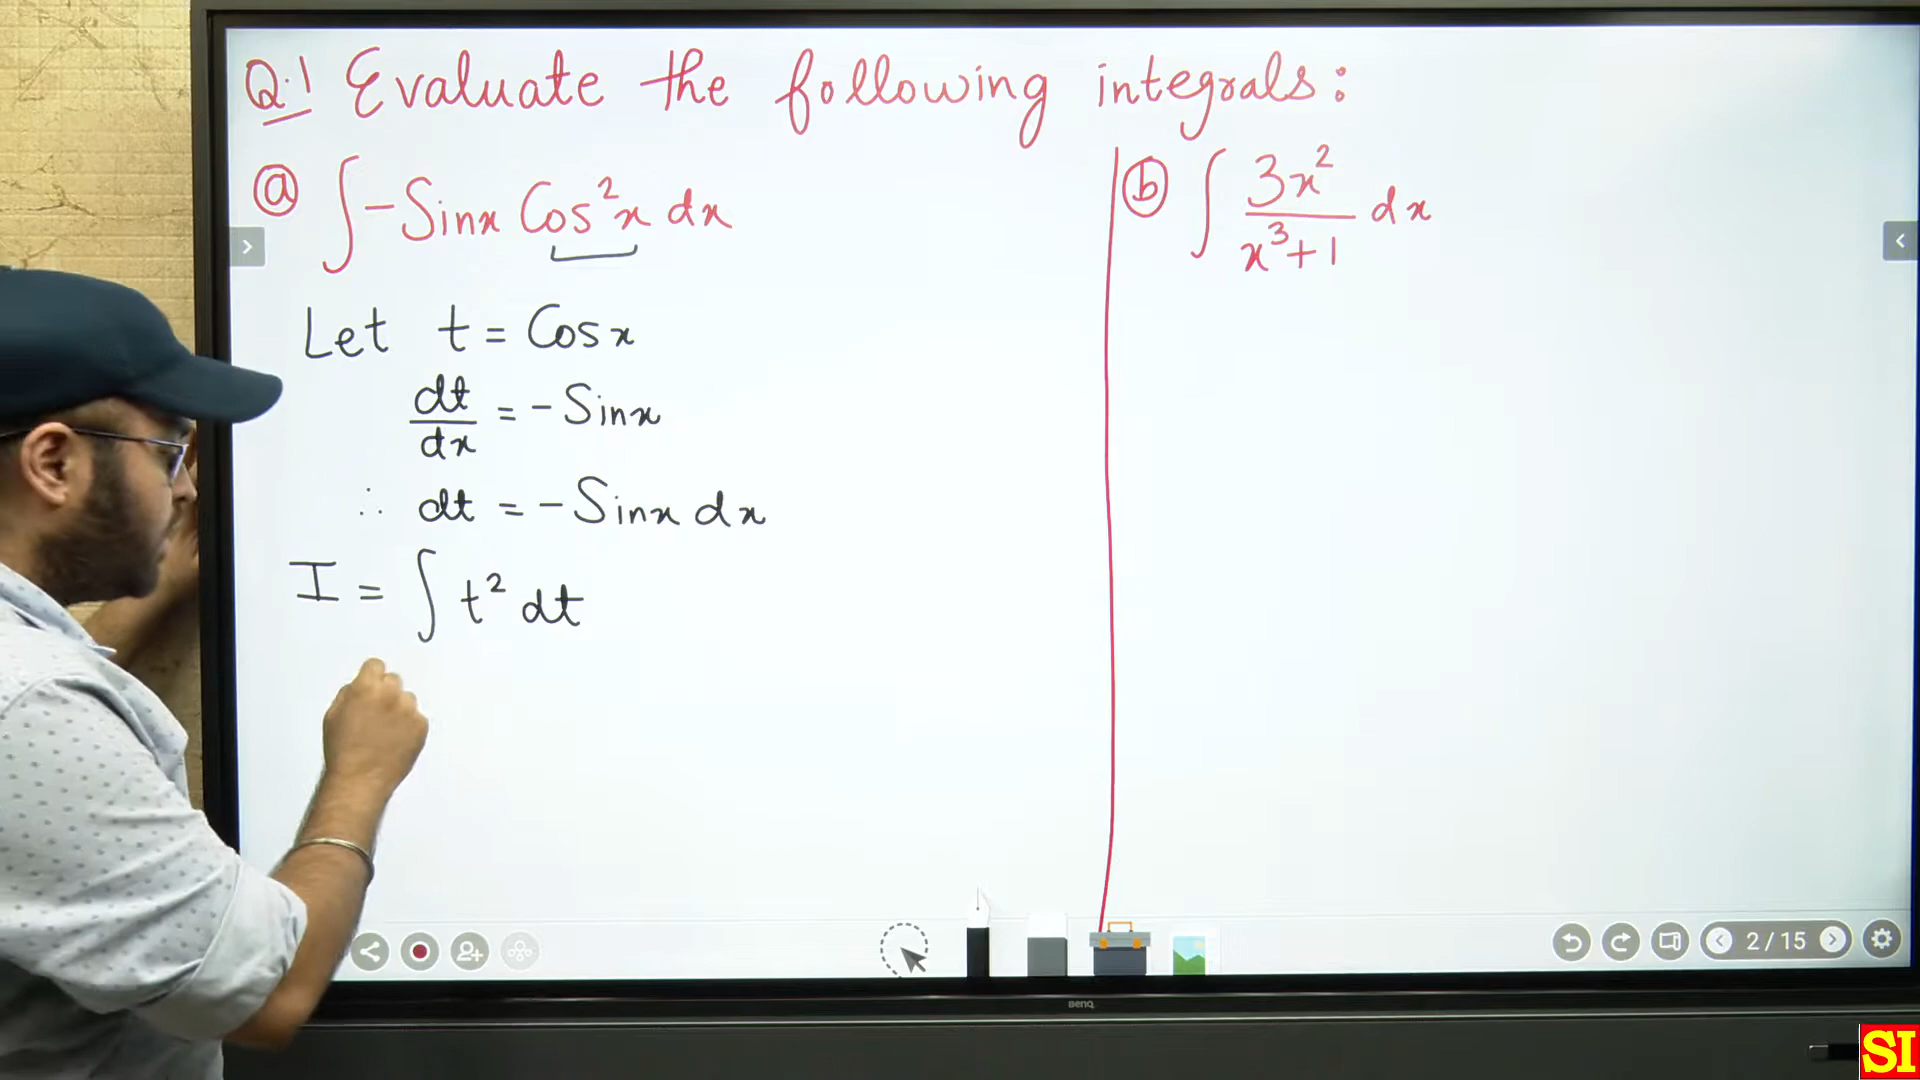 Q.1 Evaluate the following integrals:
ⓐ ∫ -Sinx Cos²x dx
Let t = Cosx
dt/dx = -Sinx
∴ dt = -Sinx dx
I = ∫ t² dt
ⓑ ∫ 3x²/(x³+1) dx
2/15
BenQ
SI